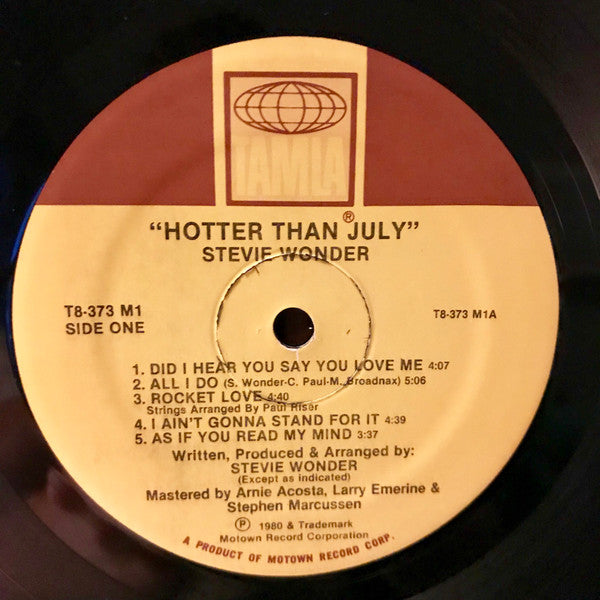 TAMLA
®
“HOTTER THAN JULY”
STEVIE WONDER
T8-373 M1
SIDE ONE
T8-373 M1A
1. DID I HEAR YOU SAY YOU LOVE ME 4:07
2. ALL I DO (S. Wonder-C. Paul-M. Broadnax) 5:06
3. ROCKET LOVE 4:40
Strings Arranged By Paul Riser
4. I AIN'T GONNA STAND FOR IT 4:39
5. AS IF YOU READ MY MIND 3:37
Written, Produced & Arranged by:
STEVIE WONDER
(Except as indicated)
Mastered by Arnie Acosta, Larry Emerine &
Stephen Marcussen
℗ 1980 & Trademark
Motown Record Corporation
A PRODUCT OF MOTOWN RECORD CORP.